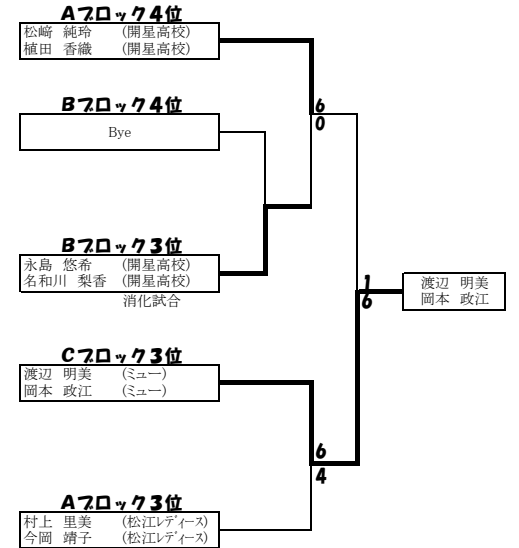 Aブロック4位
松﨑 純玲 (開星高校)
植田 香織 (開星高校)
6
0
Bブロック4位
Bye
Bブロック3位
永島 悠希 (開星高校)
名和川 梨香 (開星高校)
消化試合
1
6
渡辺 明美
岡本 政江
Cブロック3位
渡辺 明美 (ミュー)
岡本 政江 (ミュー)
6
4
Aブロック3位
村上 里美 (松江レディース)
今岡 靖子 (松江レディース)